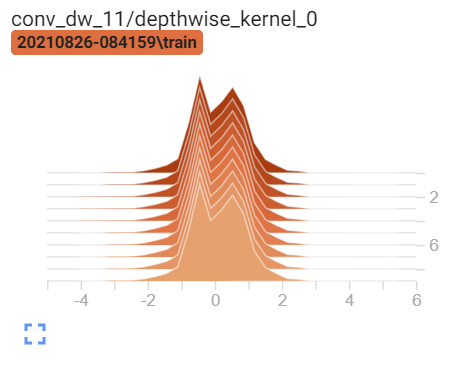 conv_dw_11/depthwise_kernel_0
20210826-084159\train
2
6
-4 -2 0 2 4 6